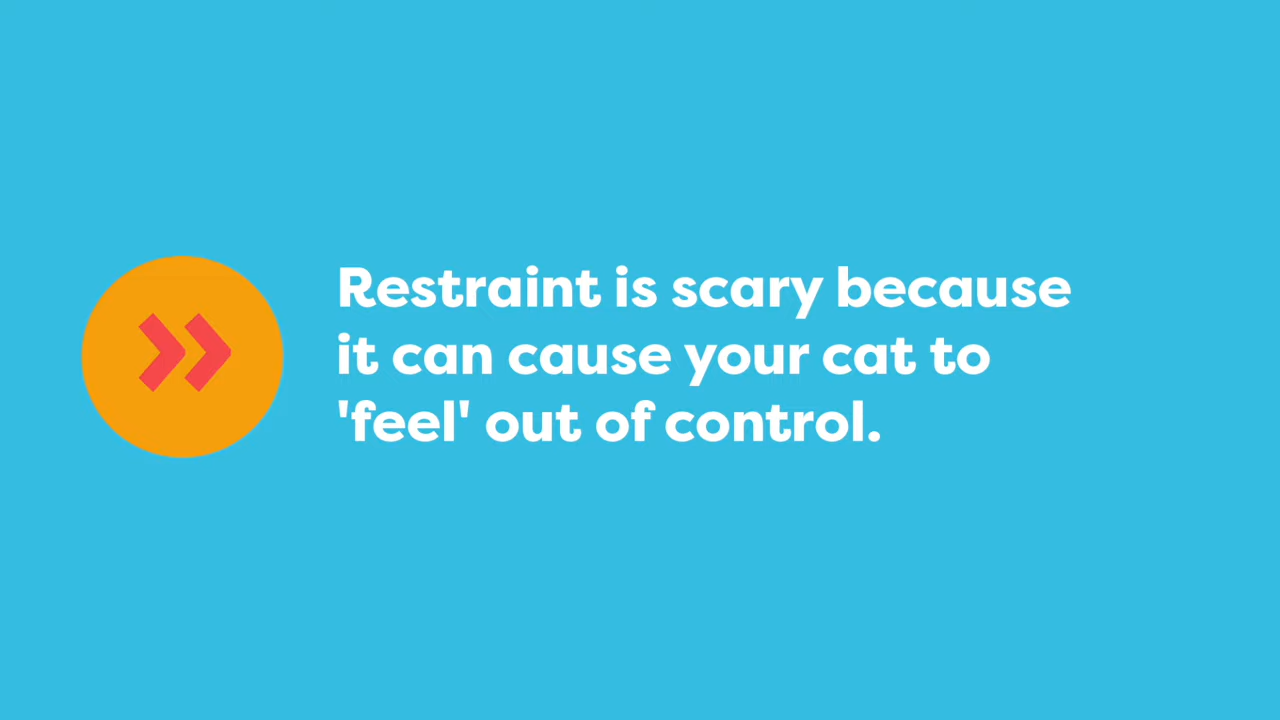 Restraint is scary because
it can cause your cat to
'feel' out of control.